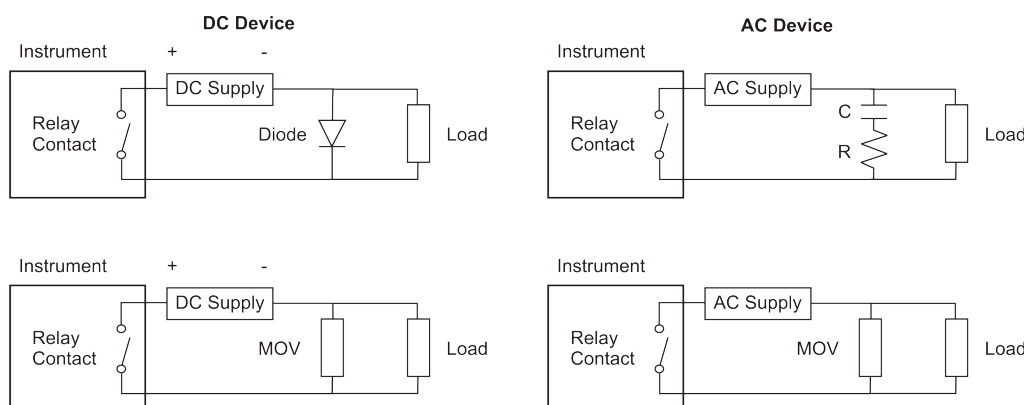 DC Device
Instrument + -
DC Supply
Relay
Contact
Diode
Load
AC Device
Instrument
AC Supply
Relay
Contact
C
R
Load
Instrument + -
DC Supply
Relay
Contact
MOV
Load
Instrument
AC Supply
Relay
Contact
MOV
Load